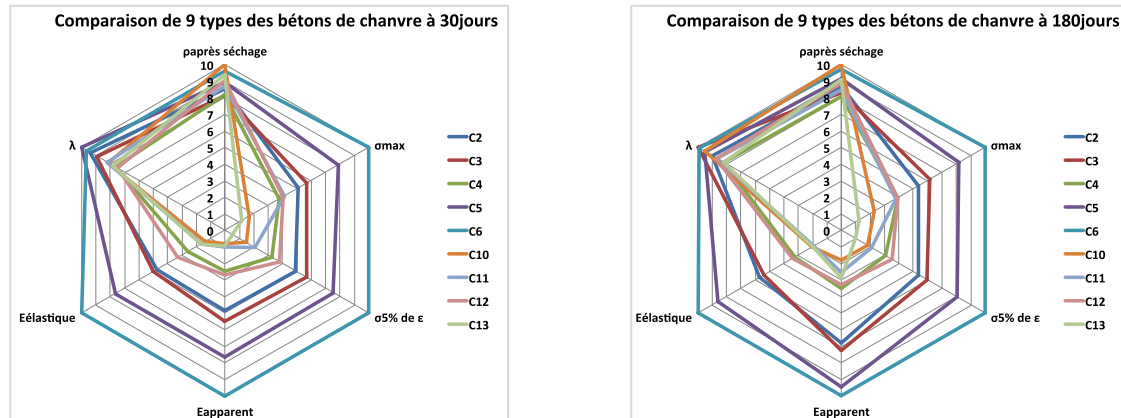 Comparaison de 9 types des bétons de chanvre à 30jours
ρaprès séchage
10
9
8
7
6
5
4
3
2
1
0
σmax
σ5% de ε
Eapparent
Eélastique
λ
C2
C3
C4
C5
C6
C10
C11
C12
C13
Comparaison de 9 types des bétons de chanvre à 180jours
ρaprès séchage
10
9
8
7
6
5
4
3
2
1
0
σmax
σ5% de ε
Eapparent
Eélastique
λ
C2
C3
C4
C5
C6
C10
C11
C12
C13